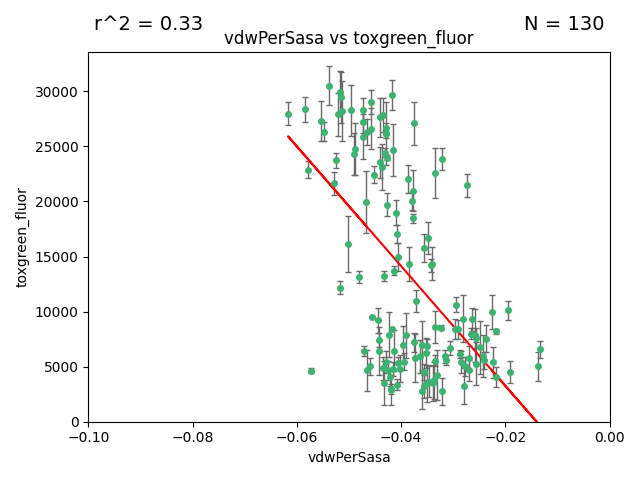 r^2 = 0.33
N = 130
vdwPerSasa vs toxgreen_fluor
30000
25000
20000
15000
10000
5000
0
toxgreen_fluor
−0.10
−0.08
−0.06
−0.04
−0.02
0.00
vdwPerSasa